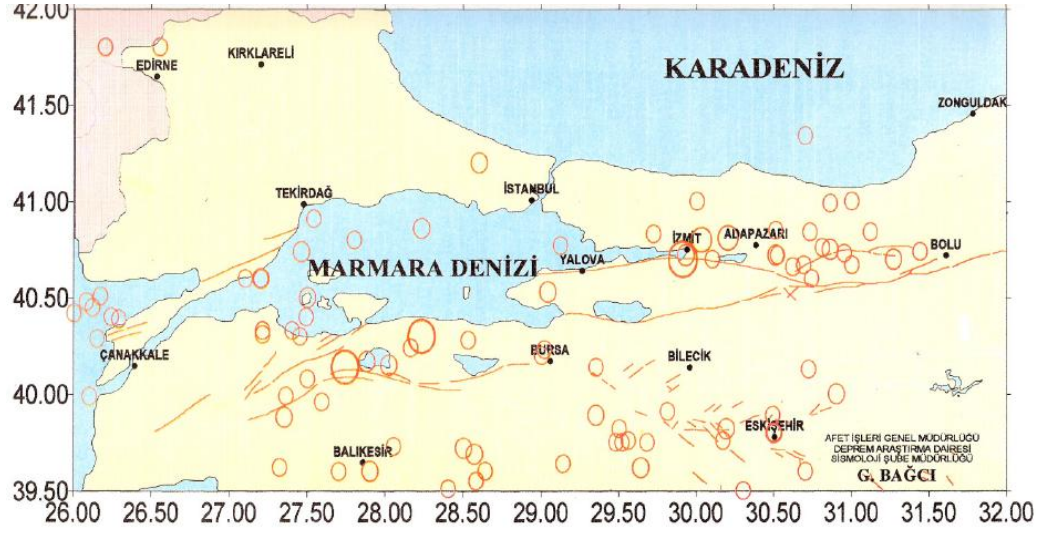 42.00
KARADENİZ
KIRKLARELİ
EDİRNE
41.50
ZONGULDAK
41.00
TEKİRDAĞ
İSTANBUL
İZMİT
ADAPAZARI
BOLU
MARMARA DENİZİ
YALOVA
40.50
ÇANAKKALE
BURSA
BİLECİK
40.00
BALIKESİR
ESKİŞEHİR
AFET İŞLERİ GENEL MÜDÜRLÜĞÜ
DEPREM ARAŞTIRMA DAİRESİ
SİSMOLOJİ ŞUBE MÜDÜRLÜĞÜ
G. BAĞCI
39.50
26.00 26.50 27.00 27.50 28.00 28.50 29.00 29.50 30.00 30.50 31.00 31.50 32.00